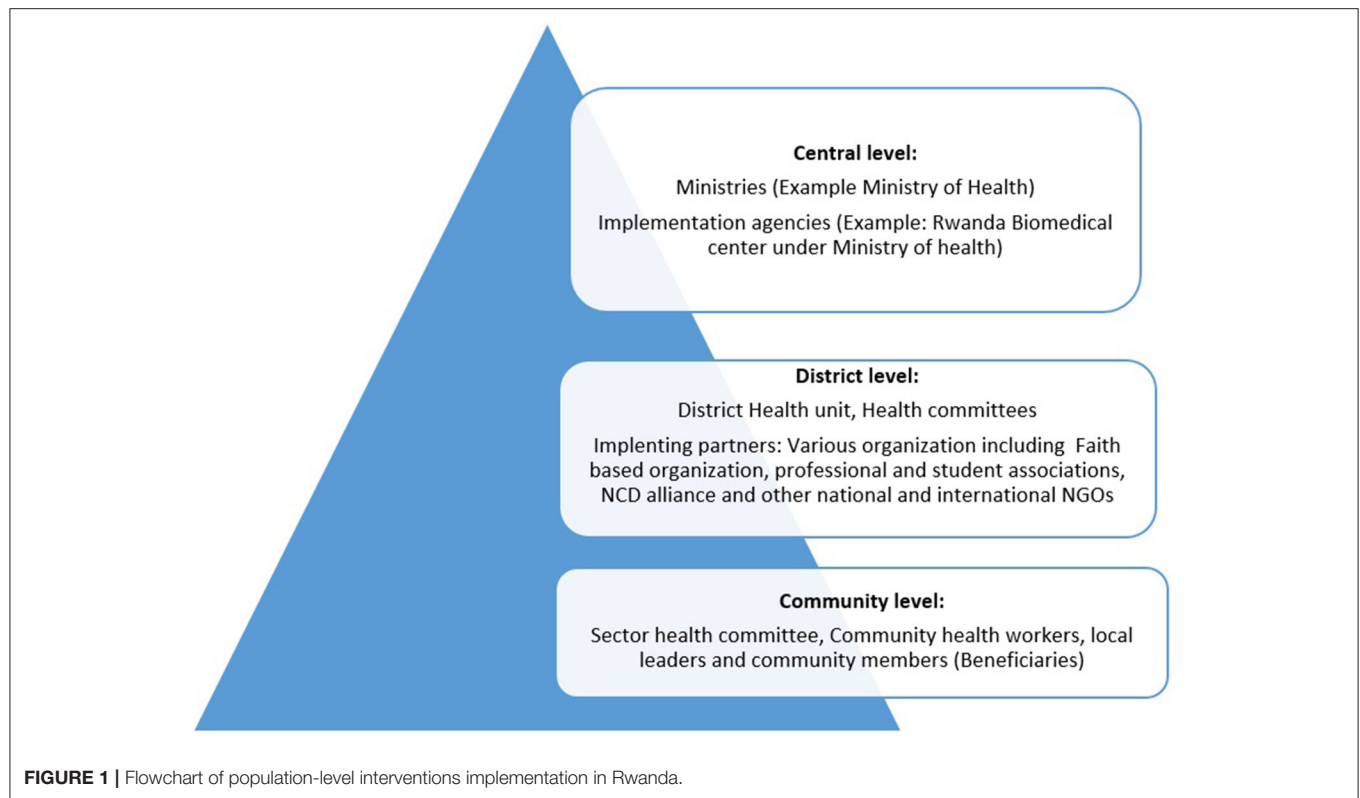 Central level:
Ministries (Example Ministry of Health)
Implementation agencies (Example: Rwanda Biomedical
center under Ministry of health)
District level:
District Health unit, Health committees
Implenting partners: Various organization including Faith
based organization, professional and student associations,
NCD alliance and other national and international NGOs
Community level:
Sector health committee, Community health workers, local
leaders and community members (Beneficiaries)
FIGURE 1 | Flowchart of population-level interventions implementation in Rwanda.